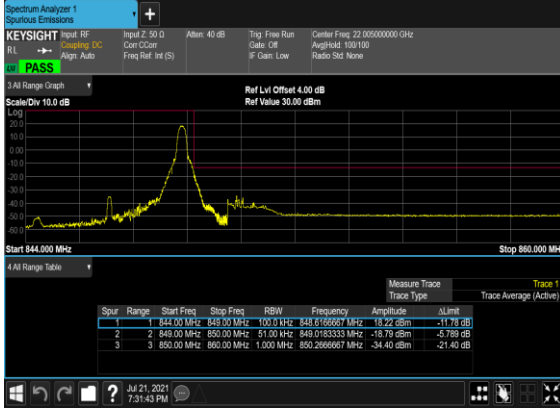 Spectrum Analyzer 1
Spurious Emissions
+
KEYSIGHT Input: RF Input Z: 50 Ω Atten: 40 dB Trig: Free Run Center Freq: 22.005000000 GHz
RL Coupling: DC Corr CCorr Gate: Off Avg|Hold: 100/100
Align: Auto Freq Ref: Int (S) IF Gain: Low Radio Std: None
PASS
3 All Range Graph Ref Lvl Offset 4.00 dB
Scale/Div 10.0 dB Ref Value 30.00 dBm
Log
20.0
10.0
0.00
-10.0
-20.0
-30.0
-40.0
-50.0
-60.0
Start 844.000 MHz Stop 860.000 MH
4 All Range Table
Measure Trace Trace 1
Trace Type Trace Average (Active)
Spur Range Start Freq Stop Freq RBW Frequency Amplitude ΔLimit
1 1 844.00 MHz 849.00 MHz 100.0 kHz 848.6166667 MHz 18.22 dBm -11.78 dB
2 2 849.00 MHz 850.00 MHz 51.00 kHz 849.0183333 MHz -18.79 dBm -5.789 dB
3 3 850.00 MHz 860.00 MHz 1.000 MHz 850.2666667 MHz -34.40 dBm -21.40 dB
? Jul 21, 2021
7:31:43 PM